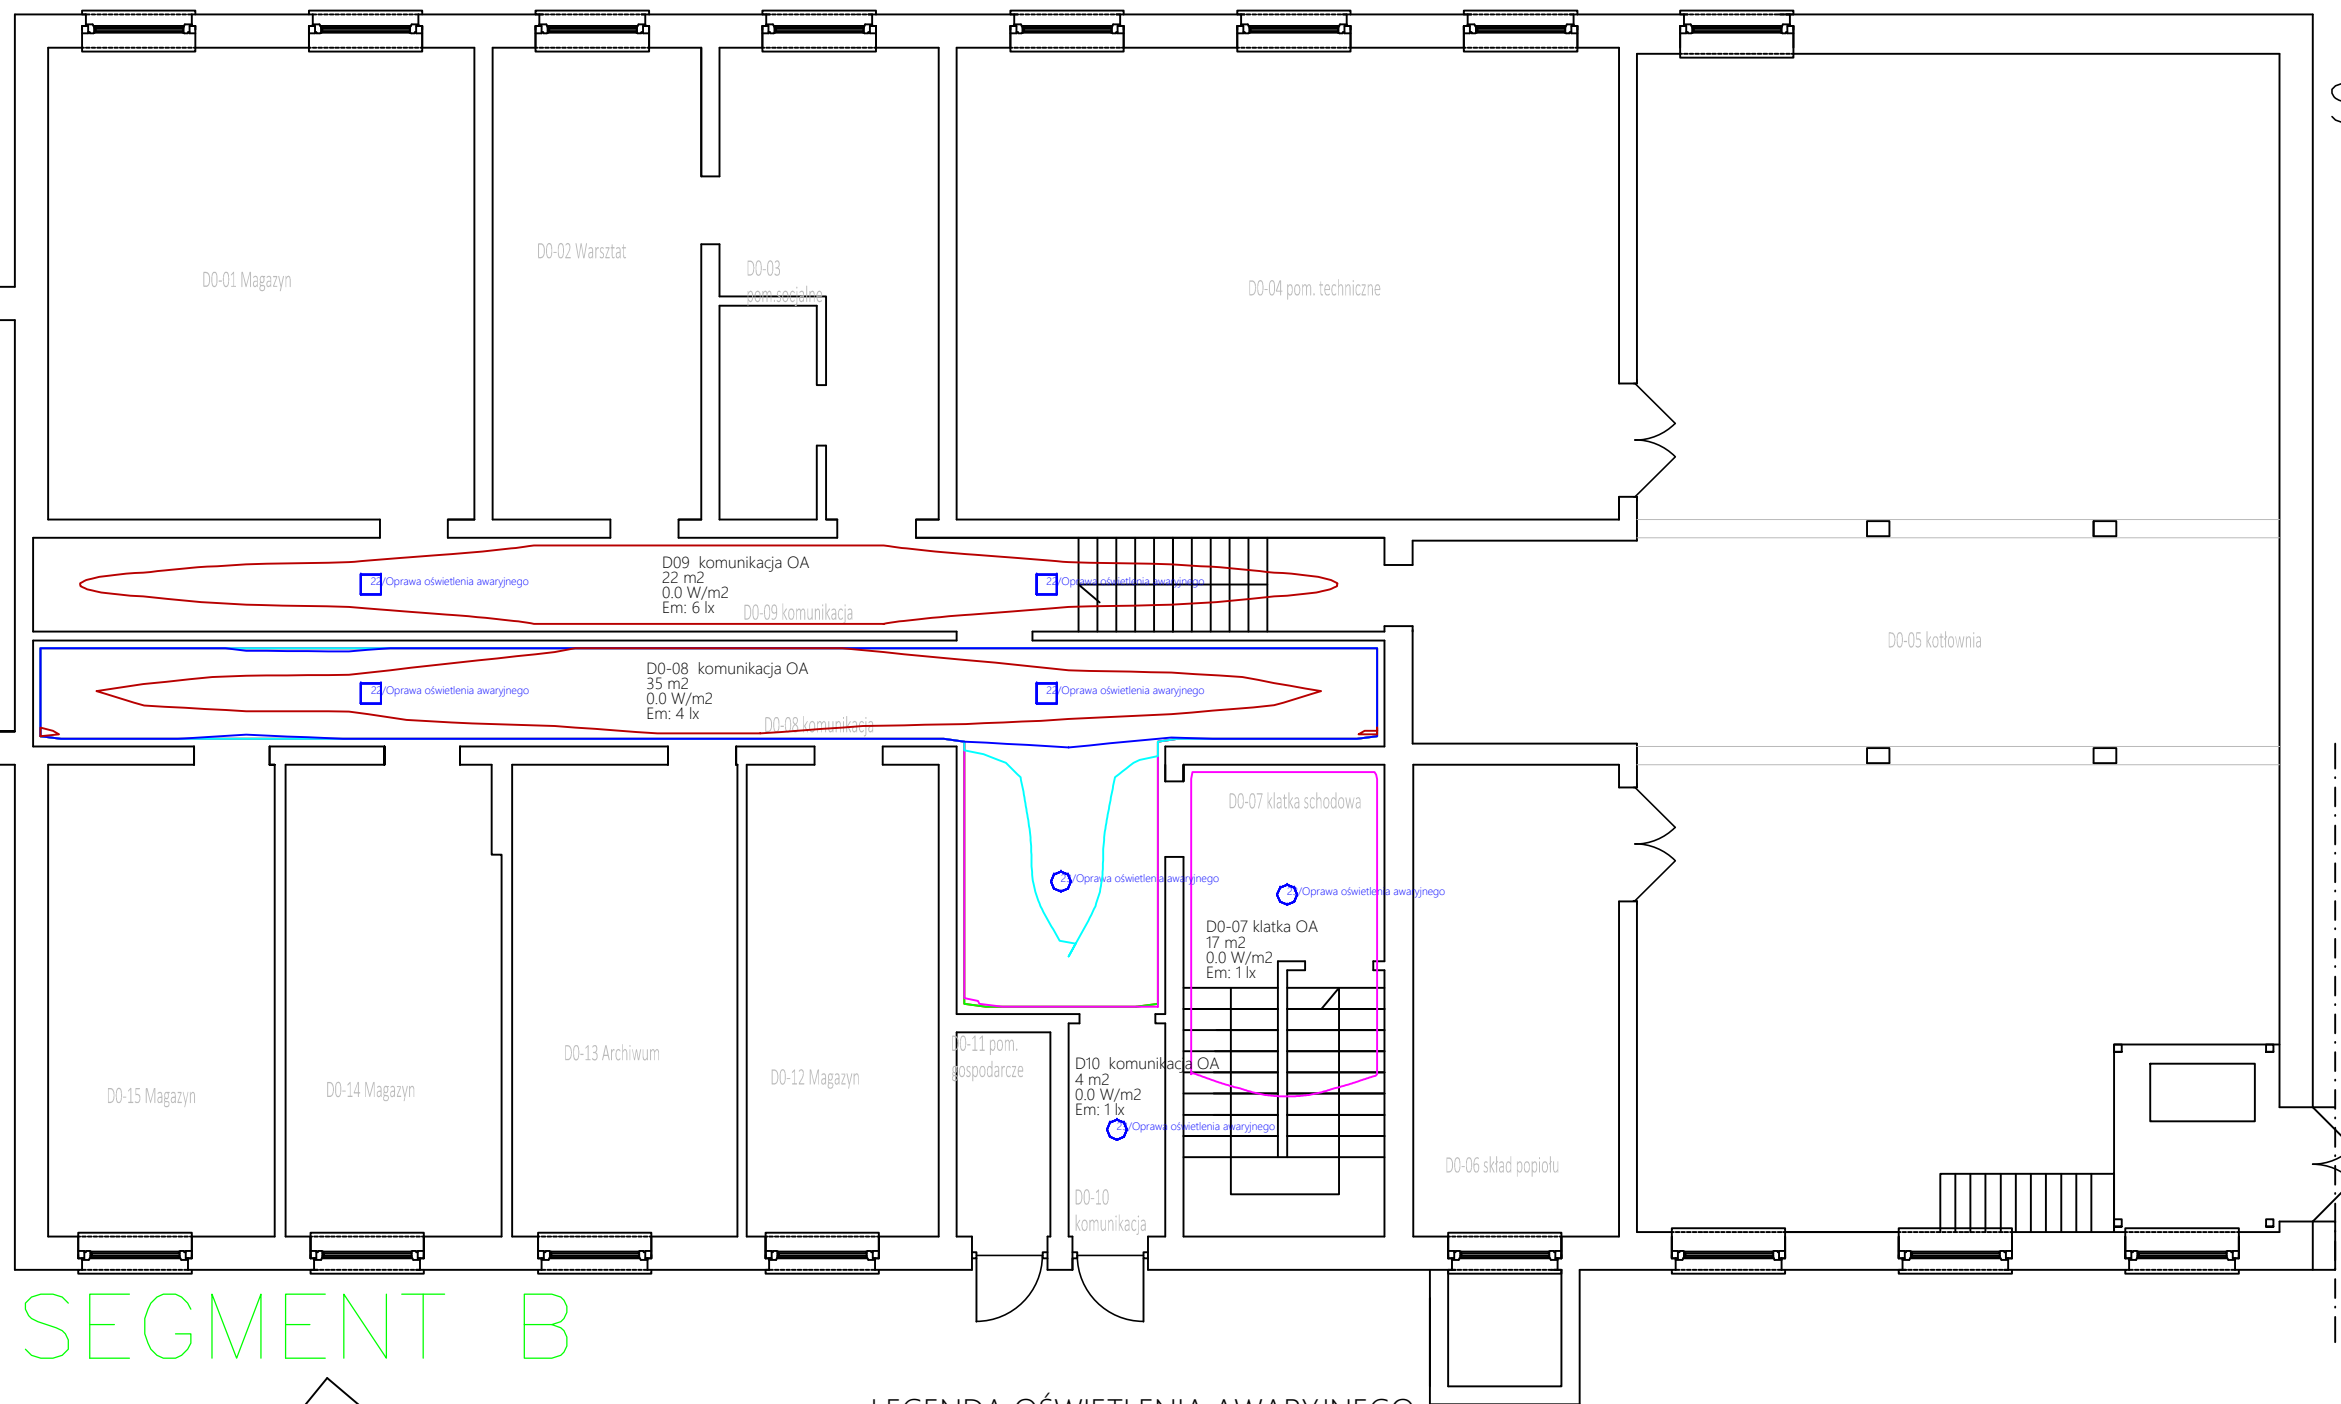 D0-01 Magazyn
D0-02 Warsztat
D0-03
pom.socjalne
D0-04 pom. techniczne
D09 komunikacja OA
22 m2
0.0 W/m2
Em: 6 lx
22/Oprawa oświetlenia awaryjnego
22/Oprawa oświetlenia awaryjnego
D0-09 komunikacja
D0-05 kotłownia
D0-08 komunikacja OA
35 m2
0.0 W/m2
Em: 4 lx
22/Oprawa oświetlenia awaryjnego
22/Oprawa oświetlenia awaryjnego
D0-08 komunikacja
D0-07 klatka schodowa
/Oprawa oświetlenia awaryjnego
/Oprawa oświetlenia awaryjnego
D0-07 klatka OA
17 m2
0.0 W/m2
Em: 1 lx
D0-15 Magazyn
D0-14 Magazyn
D0-13 Archiwum
D0-12 Magazyn
D0-11 pom.
gospodarcze
D10 komunikacja OA
4 m2
0.0 W/m2
Em: 1 lx
/Oprawa oświetlenia awaryjnego
D0-10
komunikacja
D0-06 skład popiołu
SEGMENT B
LEGENDA OŚWIETLENIA AWARYJNEGO